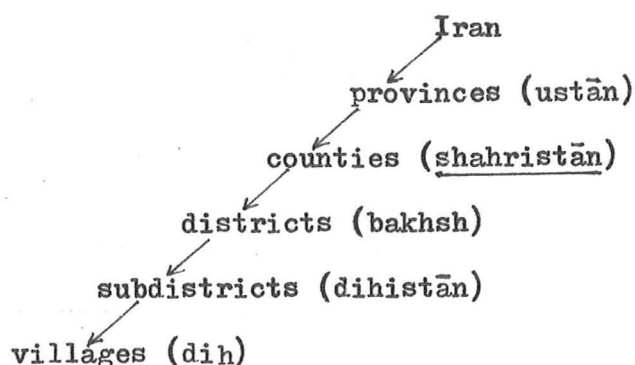 Iran
provinces (ustān)
counties (shahristān)
districts (bakhsh)
subdistricts (dihistān)
villages (dih)